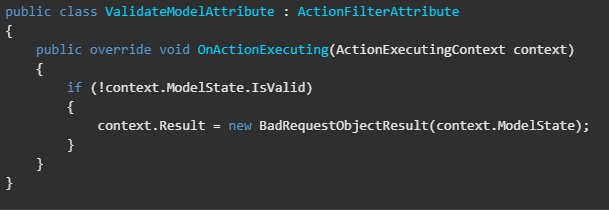 public class ValidateModelAttribute : ActionFilterAttribute
{
    public override void OnActionExecuting(ActionExecutingContext context)
    {
        if (!context.ModelState.IsValid)
        {
            context.Result = new BadRequestObjectResult(context.ModelState);
        }
    }
}